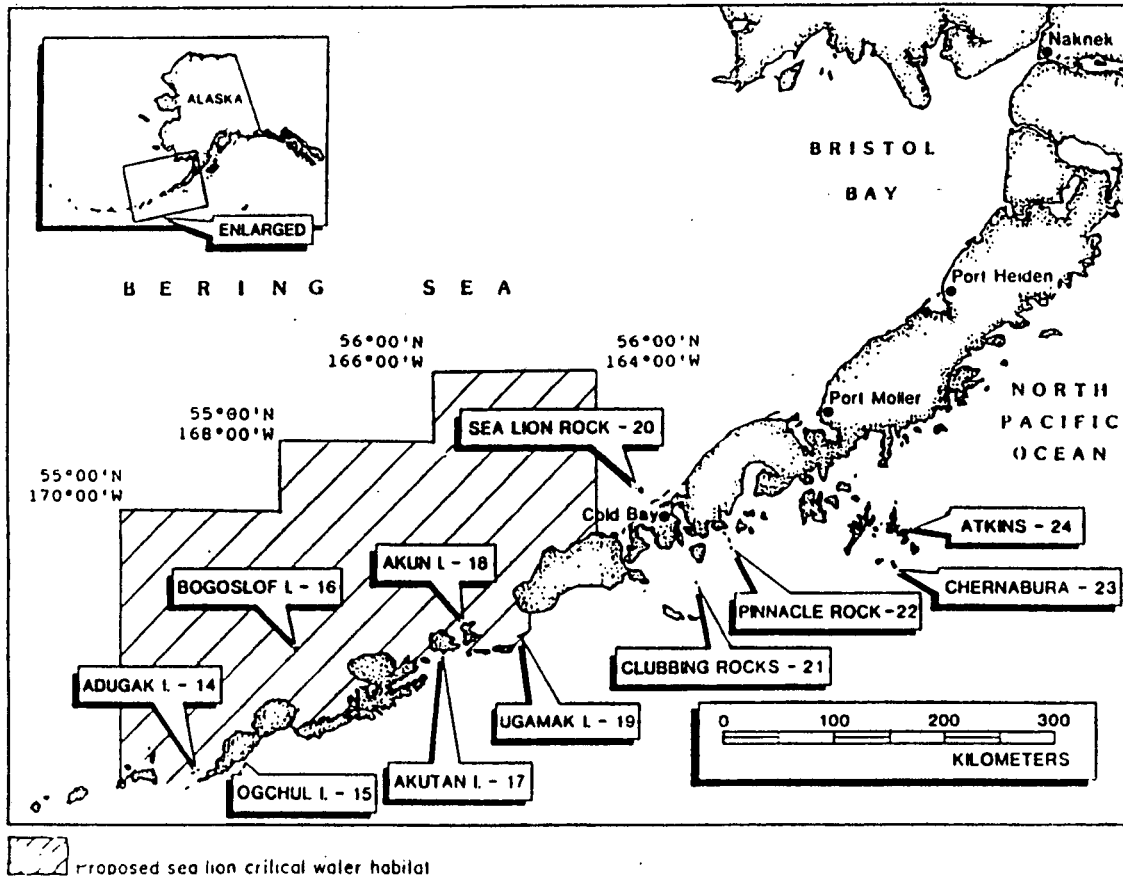 Naknek
ALASKA
BRISTOL
BAY
ENLARGED
Port Heiden
BERING SEA
56°00'N
166°00'W
56°00'N
164°00'W
NORTH
PACIFIC
OCEAN
Port Moller
55°00'N
168°00'W
SEA LION ROCK - 20
55°00'N
170°00'W
Cold Bay
ATKINS - 24
AKUN I. - 18
BOGOSLOF I. - 16
CHERNABURA - 23
PINNACLE ROCK - 22
CLUBBING ROCKS - 21
ADUGAK I. - 14
UGAMAK I. - 19
0 100 200 300
KILOMETERS
AKUTAN I. - 17
OGCHUL I. - 15
Proposed sea lion critical water habitat